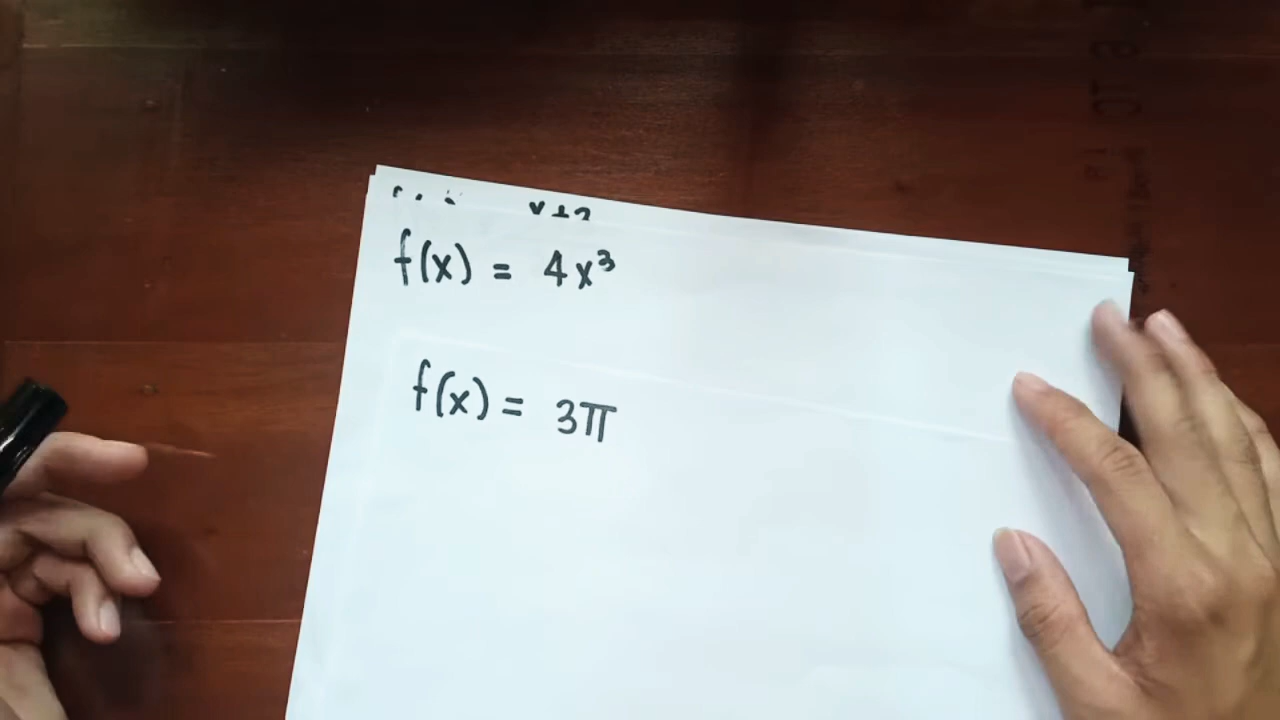 f(x) = 4x³
f(x) = 3π